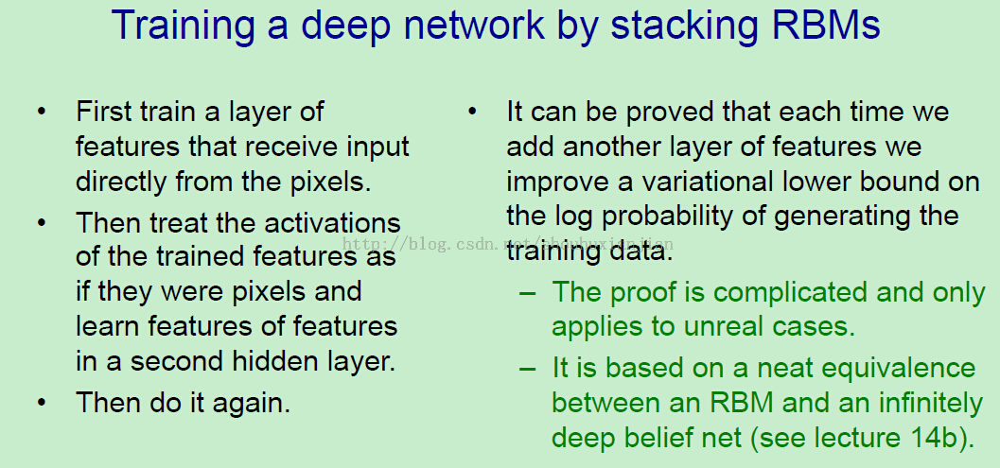 Training a deep network by stacking RBMs
• First train a layer of
features that receive input
directly from the pixels.
• Then treat the activations
of the trained features as
if they were pixels and
learn features of features
in a second hidden layer.
• Then do it again.
• It can be proved that each time we
add another layer of features we
improve a variational lower bound on
the log probability of generating the
training data.
– The proof is complicated and only
applies to unreal cases.
– It is based on a neat equivalence
between an RBM and an infinitely
deep belief net (see lecture 14b).